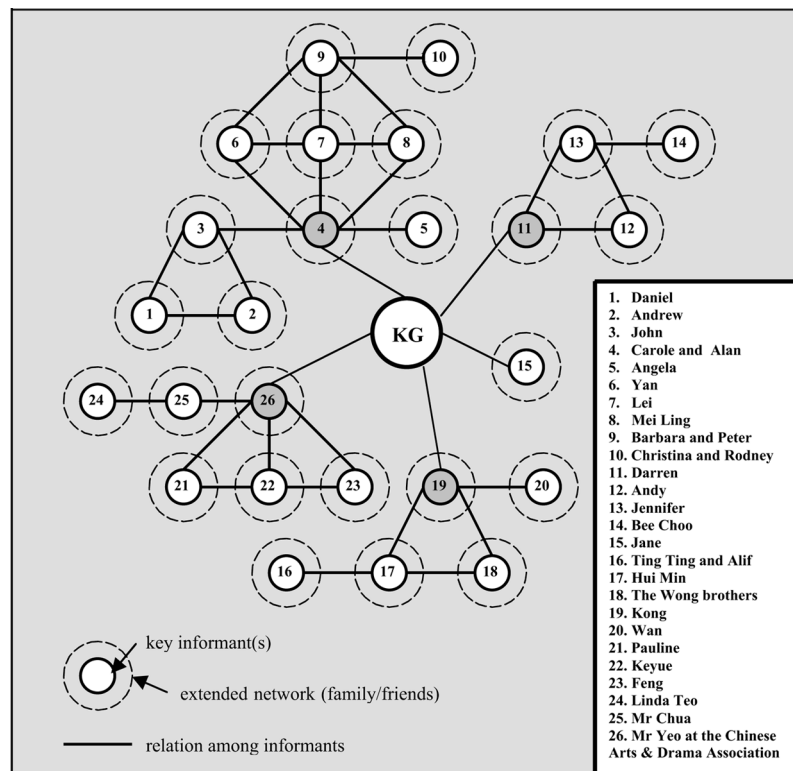 9
10
6
7
8
13
14
3
4
5
11
12
1
2
KG
15
24
25
26
21
22
23
19
20
16
17
18
1. Daniel
2. Andrew
3. John
4. Carole and Alan
5. Angela
6. Yan
7. Lei
8. Mei Ling
9. Barbara and Peter
10. Christina and Rodney
11. Darren
12. Andy
13. Jennifer
14. Bee Choo
15. Jane
16. Ting Ting and Alif
17. Hui Min
18. The Wong brothers
19. Kong
20. Wan
21. Pauline
22. Keyue
23. Feng
24. Linda Teo
25. Mr Chua
26. Mr Yeo at the Chinese
Arts & Drama Association
key informant(s)
extended network (family/friends)
relation among informants